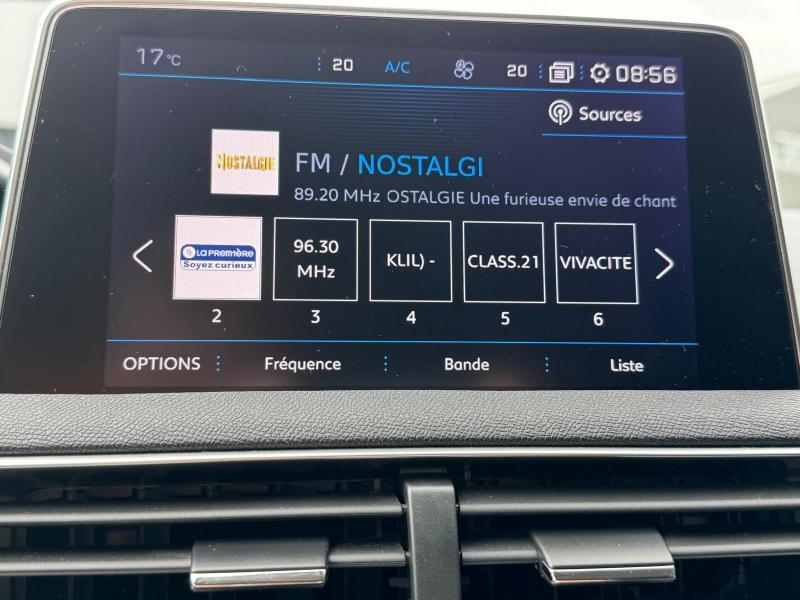 17°C 20 A/C 20 08:56
Sources
NOSTALGIE
FM / NOSTALGI
89.20 MHz OSTALGIE Une furieuse envie de chant
LA PREMIÈRE
Soyez curieux
96.30
MHz
KLIL) -
CLASS.21
VIVACITE
2 3 4 5 6
OPTIONS Fréquence Bande Liste